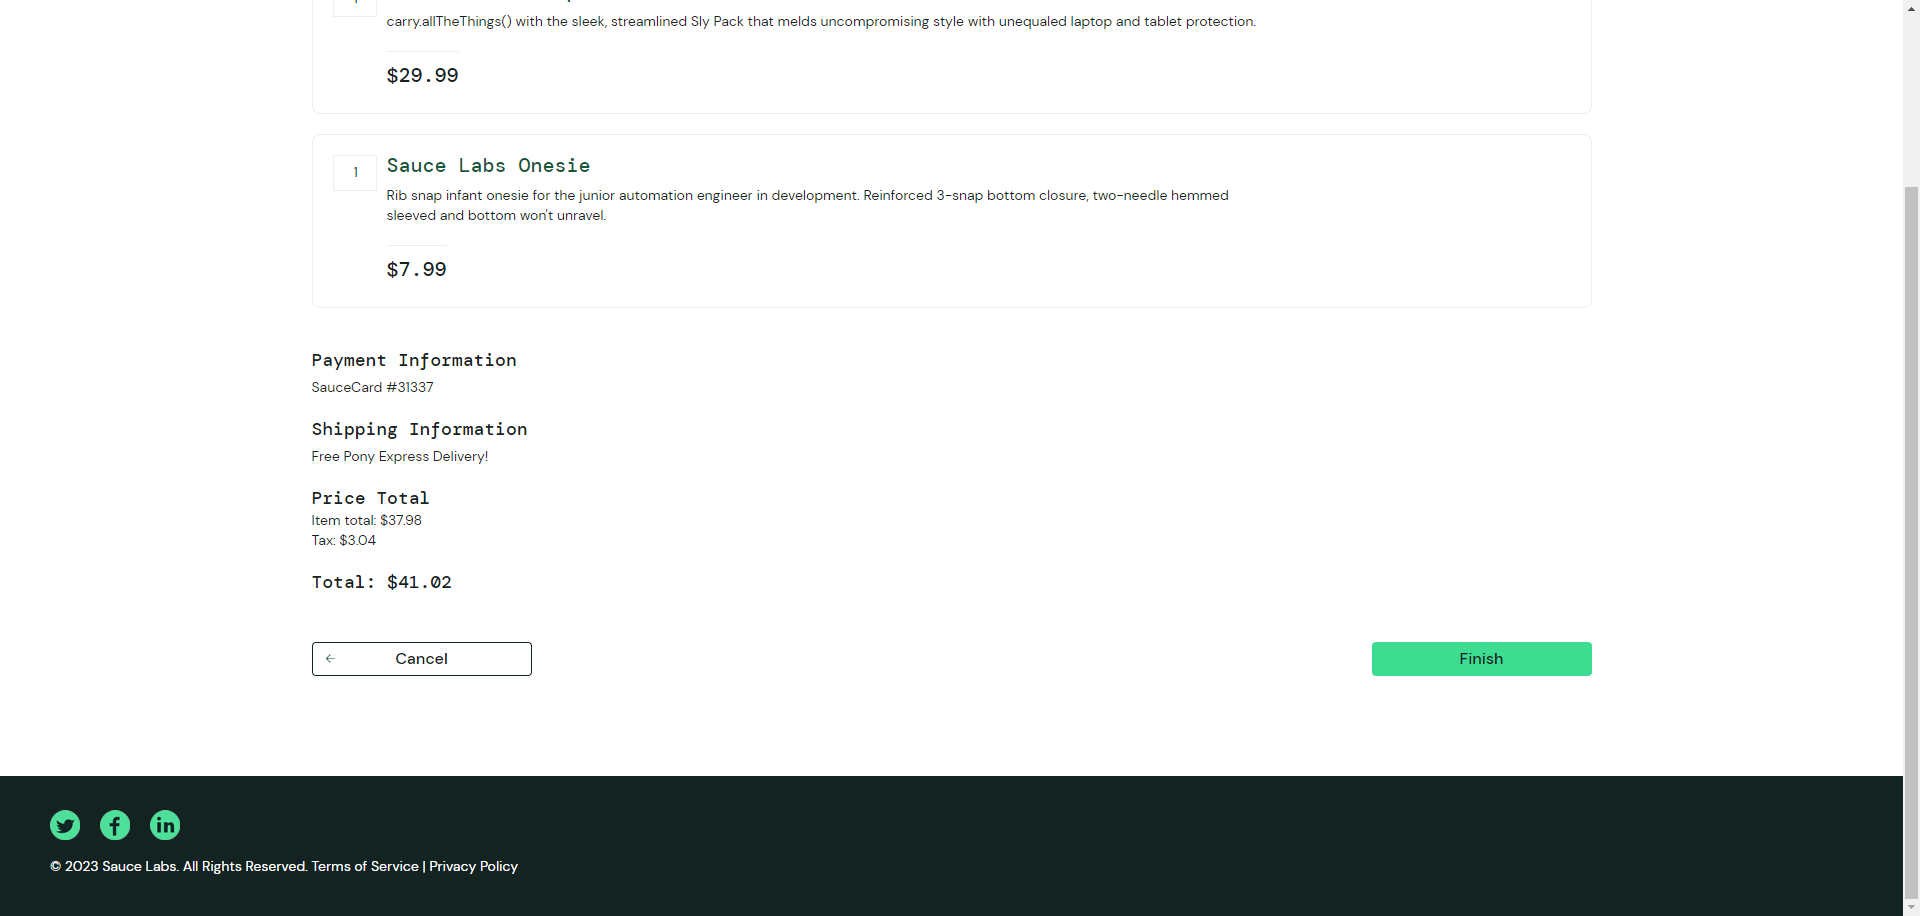 carry.allTheThings() with the sleek, streamlined Sly Pack that melds uncompromising style with unequaled laptop and tablet protection.
$29.99
1
Sauce Labs Onesie
Rib snap infant onesie for the junior automation engineer in development. Reinforced 3-snap bottom closure, two-needle hemmed
sleeved and bottom won't unravel.
$7.99
Payment Information
SauceCard #31337
Shipping Information
Free Pony Express Delivery!
Price Total
Item total: $37.98
Tax: $3.04
Total: $41.02
Cancel
Finish
© 2023 Sauce Labs. All Rights Reserved. Terms of Service | Privacy Policy